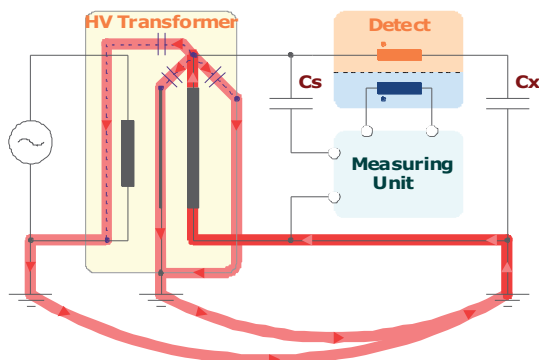 HV Transformer
Detect
Cs
Cx
Measuring
Unit